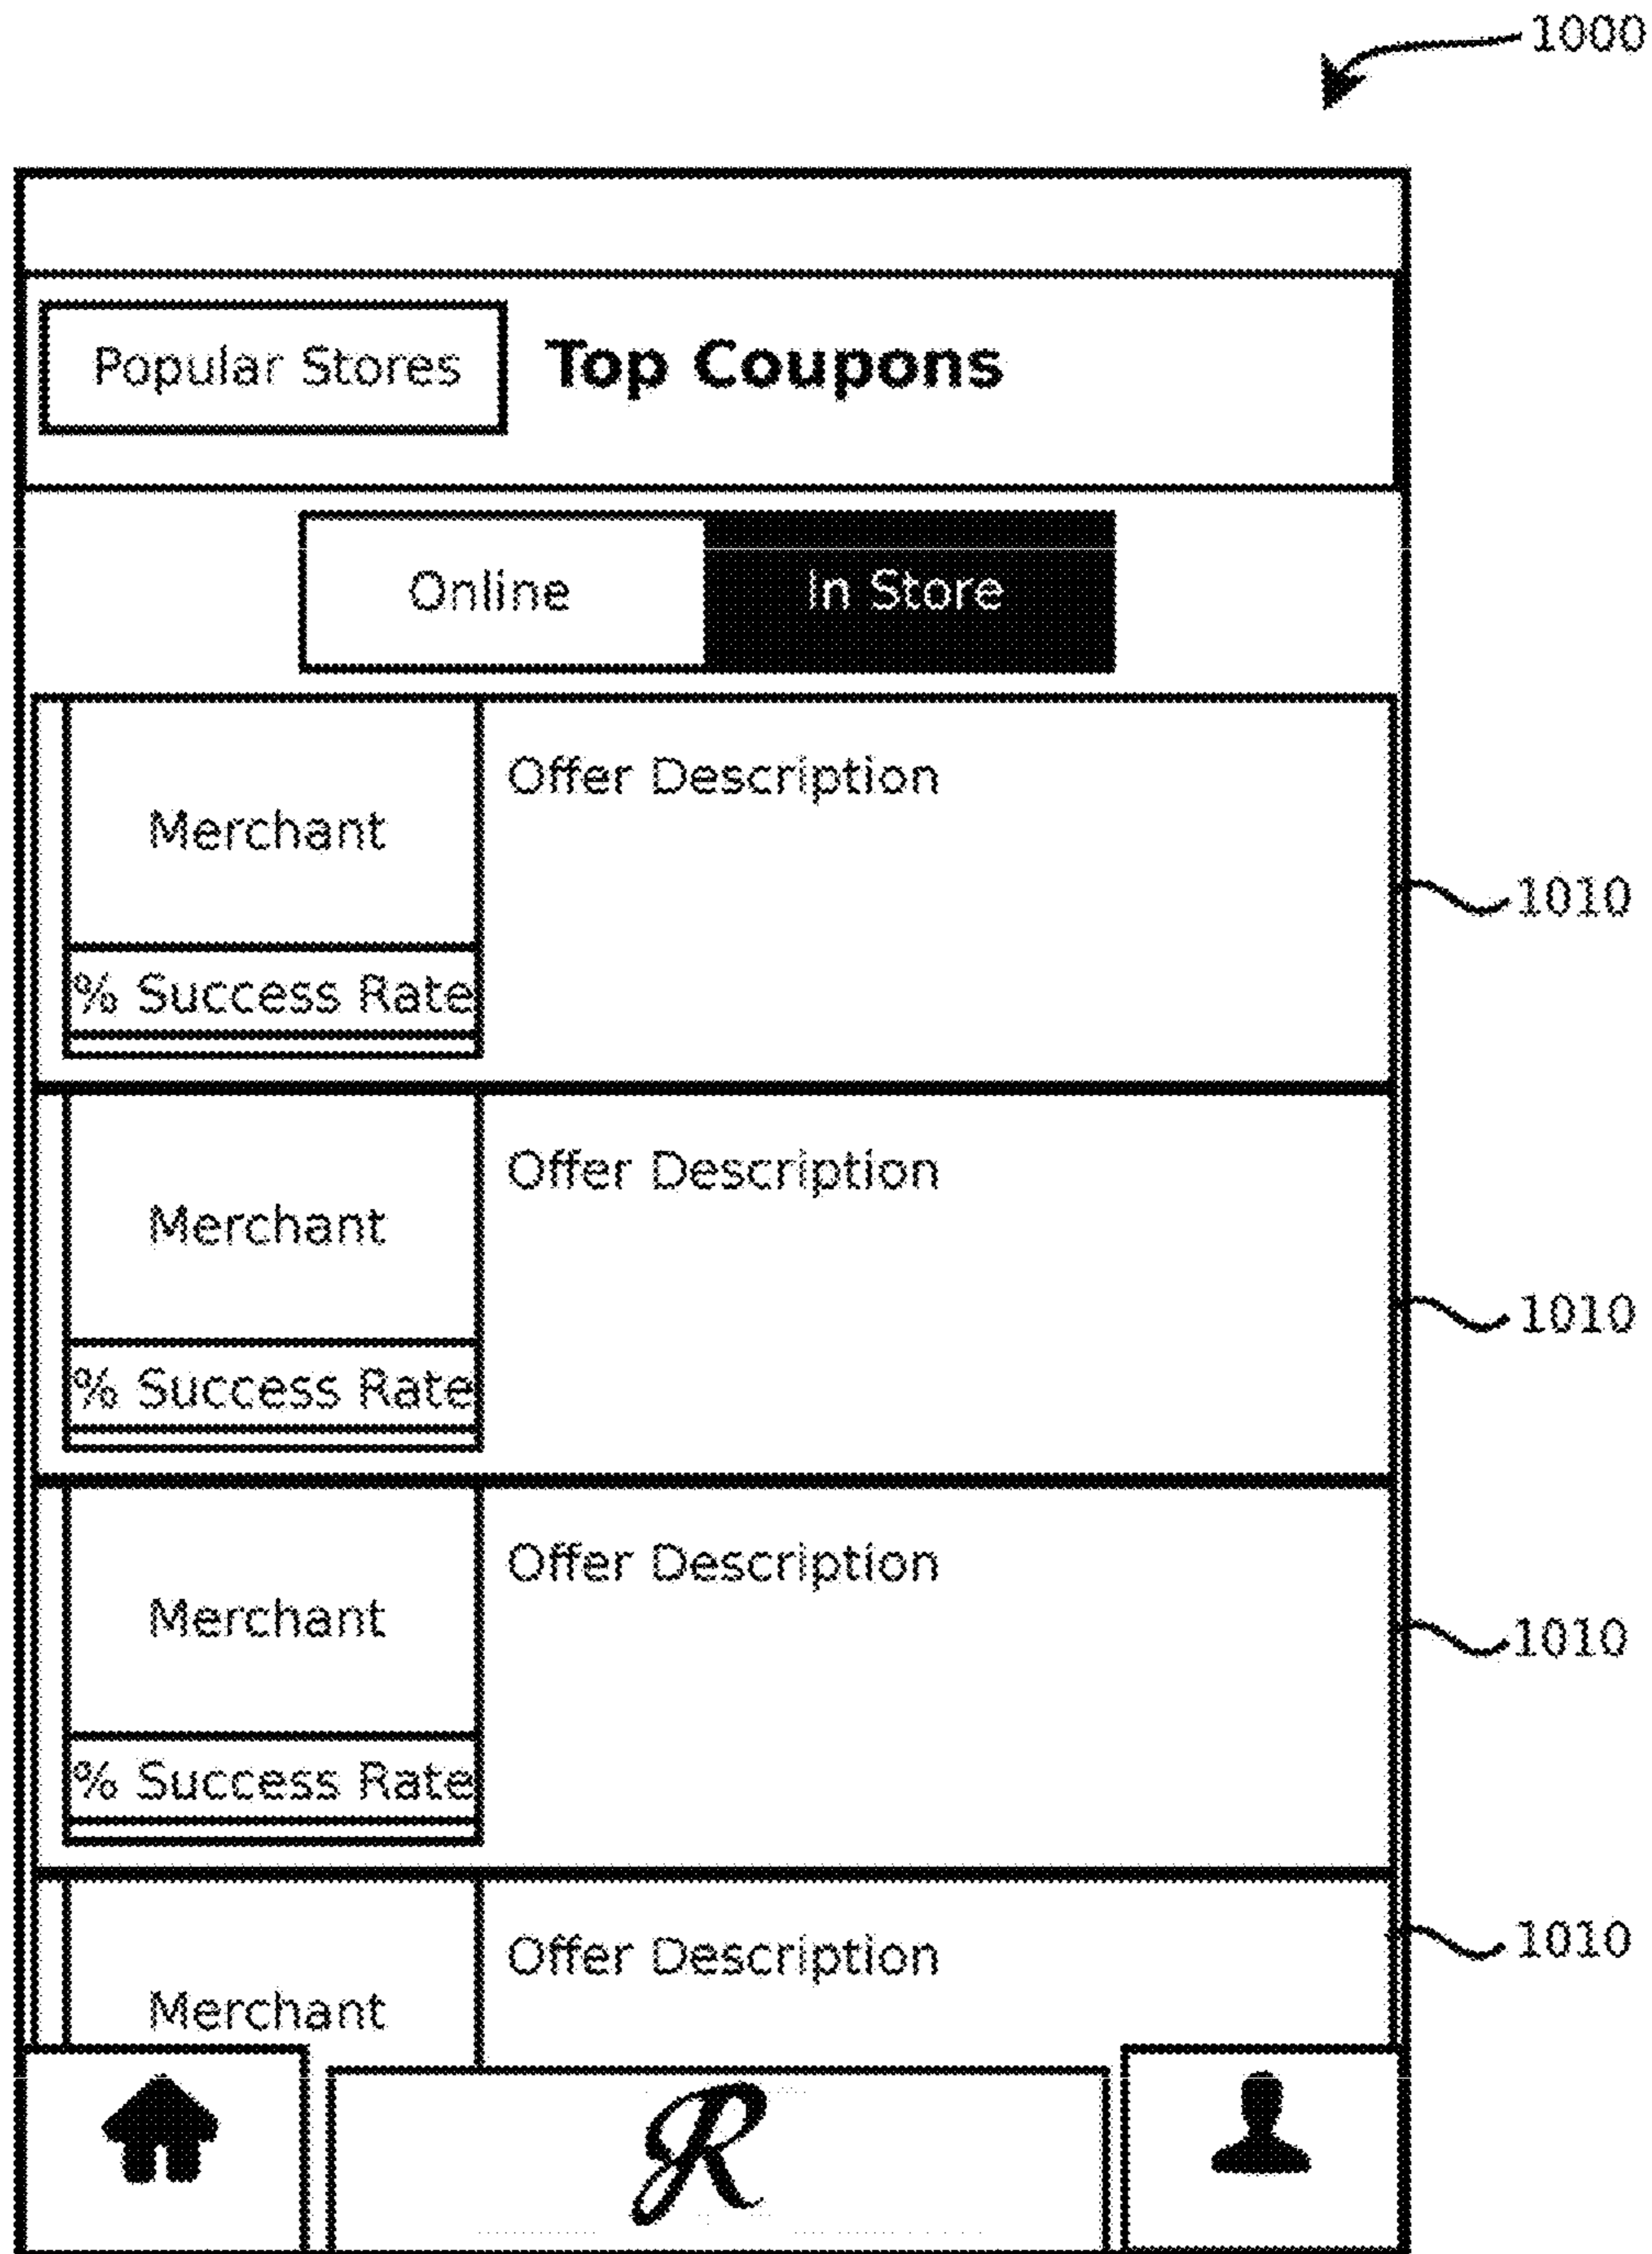 1000
Popular Stores Top Coupons
Online In Store
Offer Description
Merchant
1010
% Success Rate
Offer Description
Merchant
1010
% Success Rate
Offer Description
Merchant
1010
% Success Rate
Offer Description
1010
Merchant
R